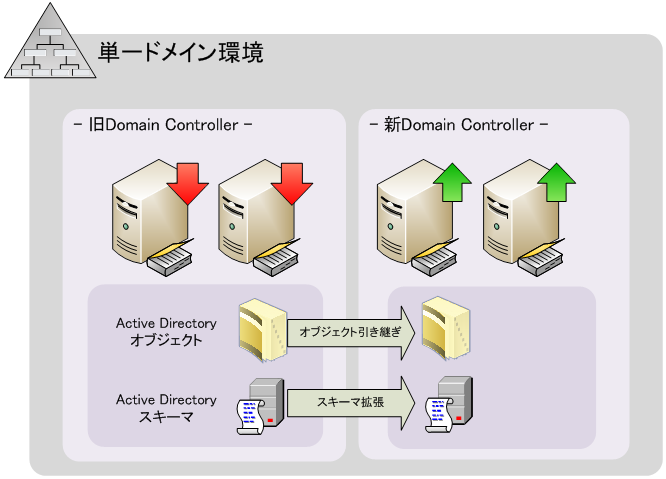 単一ドメイン環境
- 旧Domain Controller -
- 新Domain Controller -
Active Directory
オブジェクト
オブジェクト引き継ぎ
Active Directory
スキーマ
スキーマ拡張